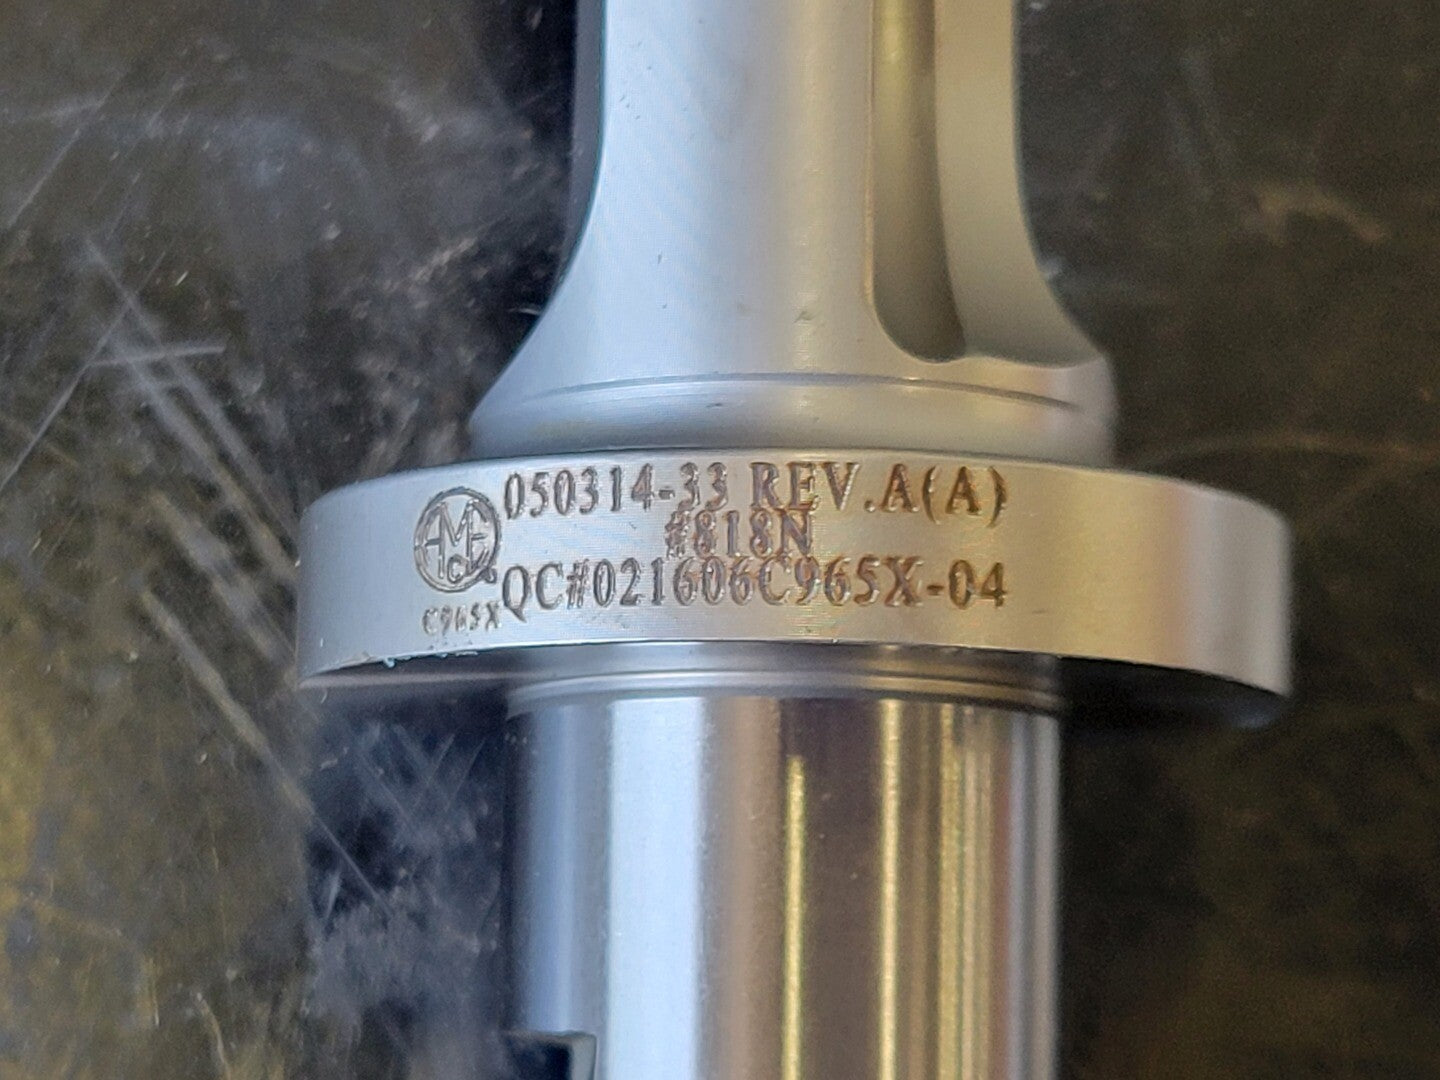 050314-33 REV.A(A)
#818N
QC#021606C965X-04
C965X